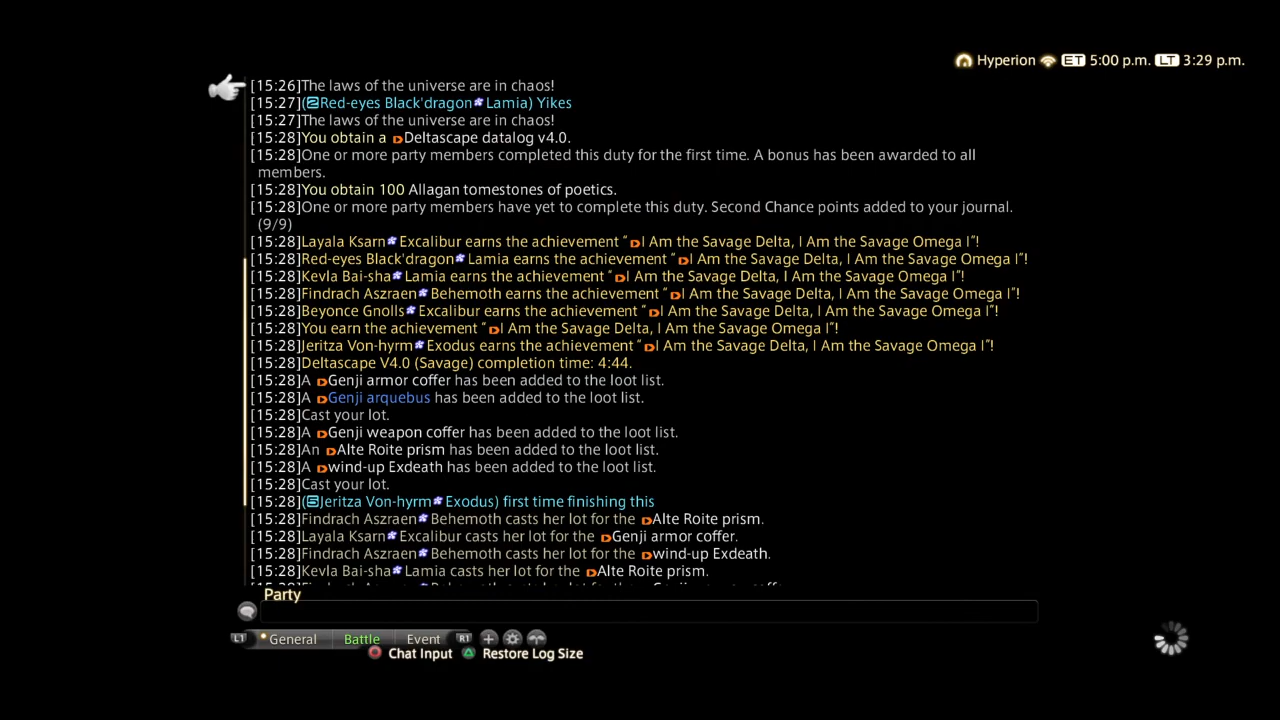 Hyperion ET 5:00 p.m. LT 3:29 p.m.
[15:26]The laws of the universe are in chaos!
[15:27](2Red-eyes Black'dragon Lamia) Yikes
[15:27]The laws of the universe are in chaos!
[15:28]You obtain a Deltascape datalog v4.0.
[15:28]One or more party members completed this duty for the first time. A bonus has been awarded to all
members.
[15:28]You obtain 100 Allagan tomestones of poetics.
[15:28]One or more party members have yet to complete this duty. Second Chance points added to your journal.
(9/9)
[15:28]Layala Ksarn Excalibur earns the achievement “I Am the Savage Delta, I Am the Savage Omega I”!
[15:28]Red-eyes Black'dragon Lamia earns the achievement “I Am the Savage Delta, I Am the Savage Omega I”!
[15:28]Kevla Bai-sha Lamia earns the achievement “I Am the Savage Delta, I Am the Savage Omega I”!
[15:28]Findrach Aszraen Behemoth earns the achievement “I Am the Savage Delta, I Am the Savage Omega I”!
[15:28]Beyonce Gnolls Excalibur earns the achievement “I Am the Savage Delta, I Am the Savage Omega I”!
[15:28]You earn the achievement “I Am the Savage Delta, I Am the Savage Omega I”!
[15:28]Jeritza Von-hyrm Exodus earns the achievement “I Am the Savage Delta, I Am the Savage Omega I”!
[15:28]Deltascape V4.0 (Savage) completion time: 4:44.
[15:28]A Genji armor coffer has been added to the loot list.
[15:28]A Genji arquebus has been added to the loot list.
[15:28]Cast your lot.
[15:28]A Genji weapon coffer has been added to the loot list.
[15:28]An Alte Roite prism has been added to the loot list.
[15:28]A wind-up Exdeath has been added to the loot list.
[15:28]Cast your lot.
[15:28](5Jeritza Von-hyrm Exodus) first time finishing this
[15:28]Findrach Aszraen Behemoth casts her lot for the Alte Roite prism.
[15:28]Layala Ksarn Excalibur casts her lot for the Genji armor coffer.
[15:28]Findrach Aszraen Behemoth casts her lot for the wind-up Exdeath.
[15:28]Kevla Bai-sha Lamia casts her lot for the Alte Roite prism.
Party
L1 General Battle Event R1
Chat Input Restore Log Size